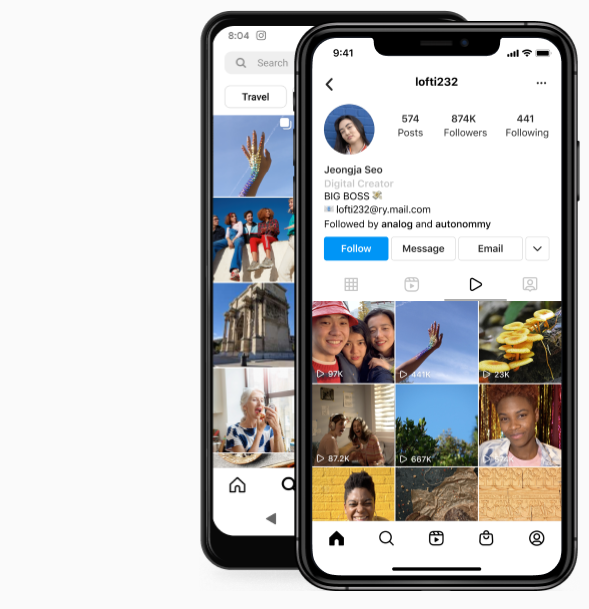 8:04
Search
Travel
9:41
lofti232
574 874K 441
Posts Followers Following
Jeongja Seo
Digital Creator
BIG BOSS
lofti232@ry.mail.com
Followed by analog and autonommy
Follow Message Email
97K 441K 23K
87.2K 667K